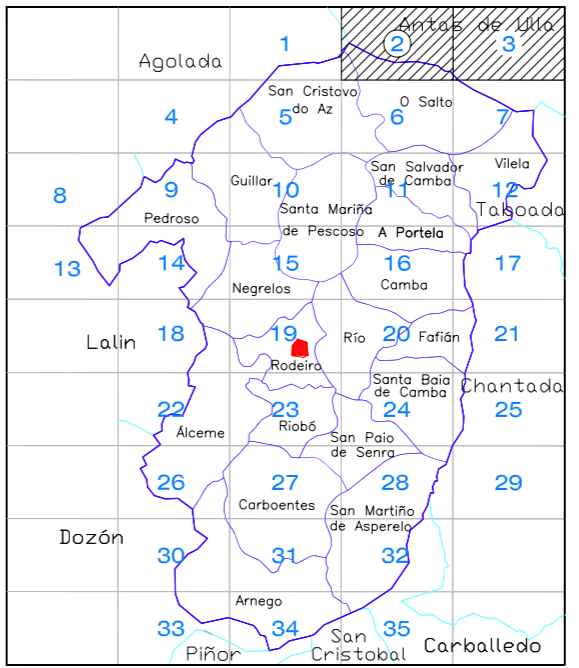 Antas de Ulla
1
2
3
Agolada
San Cristovo
do Az
O Salto
4
5
6
7
San Salvador
de Camba
Vilela
Guillar
8
9
10
11
12
Pedroso
Santa Mariña
de Pescoso
A Portela
Taboada
13
14
15
16
17
Negrelos
Camba
18
19
20
21
Lalin
Río
Fafián
Rodeiro
Santa Baia
de Camba
Chantada
22
23
24
25
Álceme
Riobó
San Paio
de Senra
26
27
28
29
Carboentes
San Martiño
de Asperelo
Dozón
30
31
32
Arnego
33
34
35
Piñor
San
Cristobal
Carballedo